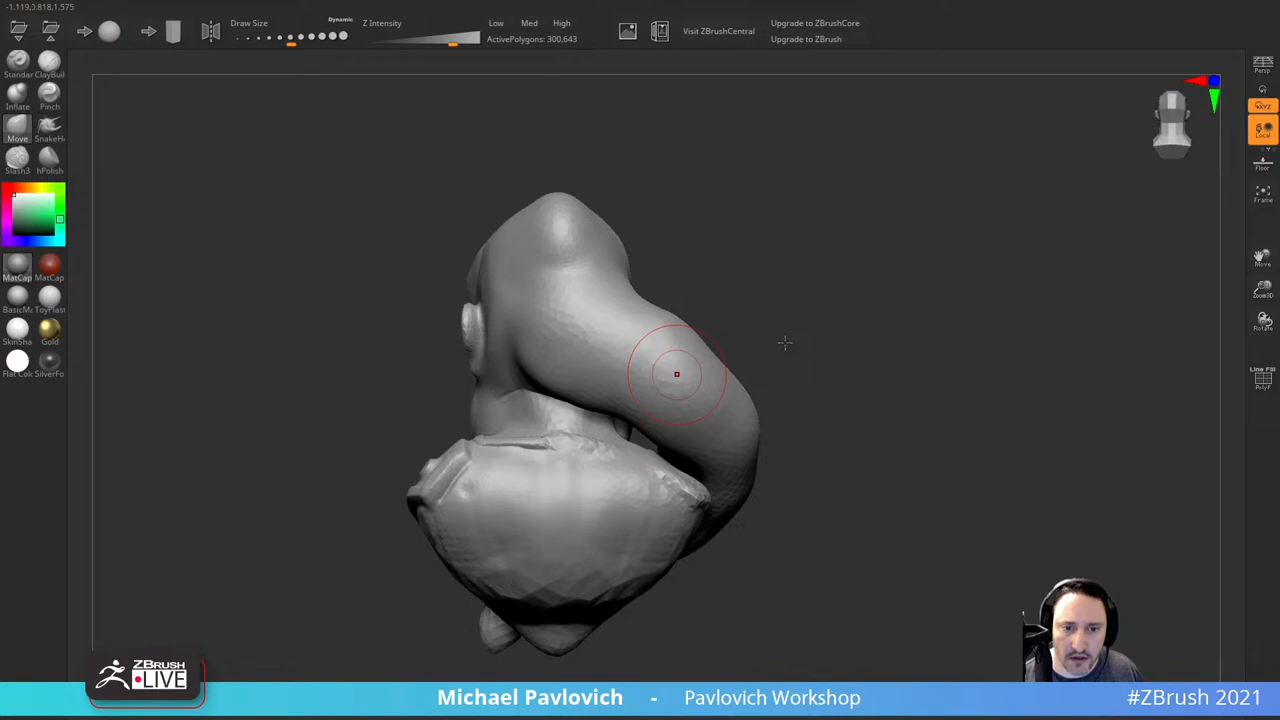 -1.119,0.818,1.575
Draw Size
Dynamic
Z Intensity
Low Med High
ActivePolygons: 300,643
Visit ZBrushCentral
Upgrade to ZBrushCore
Upgrade to ZBrush
Standar ClayBuil
Inflate Pinch
Move SnakeH
Slash3 hPolish
MatCap MatCap
BasicMa ToyPlast
SkinSha Gold
Flat Colo SilverFo
Persp
XYZ
Local
Floor
Frame
Move
Zoom3D
Rotate
Line Fill
PolyF
ZBRUSH
LIVE
Michael Pavlovich - Pavlovich Workshop #ZBrush 2021